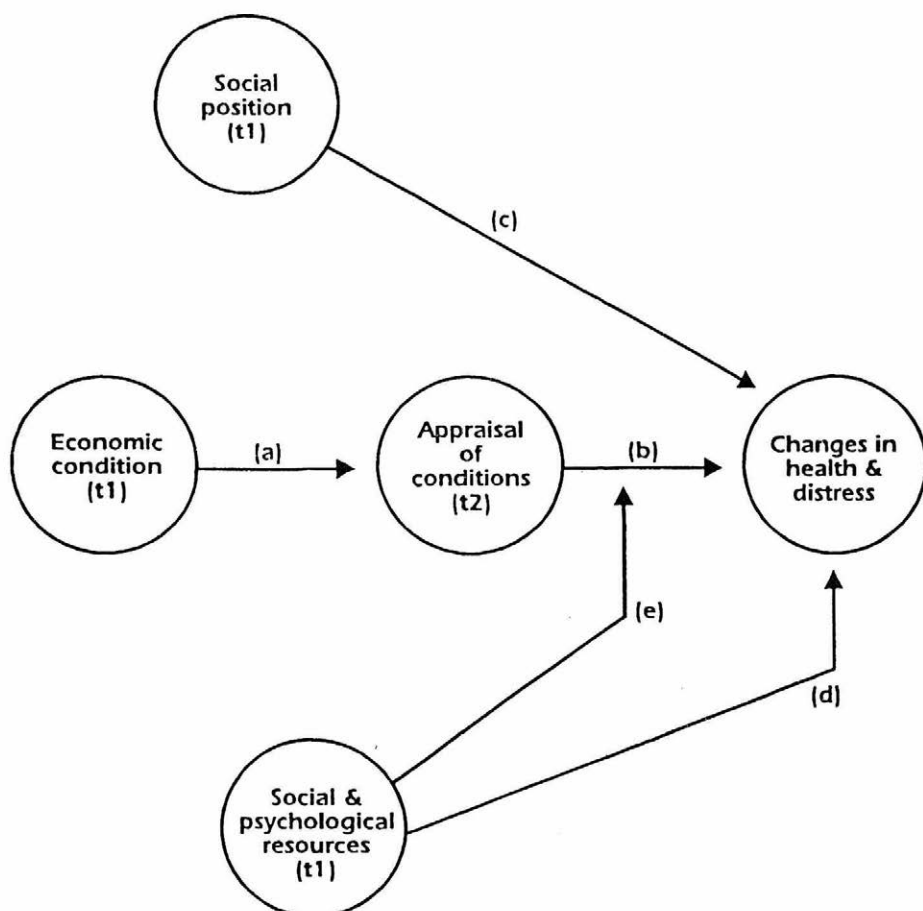 Social
position
(t1)
(c)
Economic
condition
(t1)
(a)
Appraisal
of
conditions
(t2)
(b)
Changes in
health &
distress
(e)
(d)
Social &
psychological
resources
(t1)